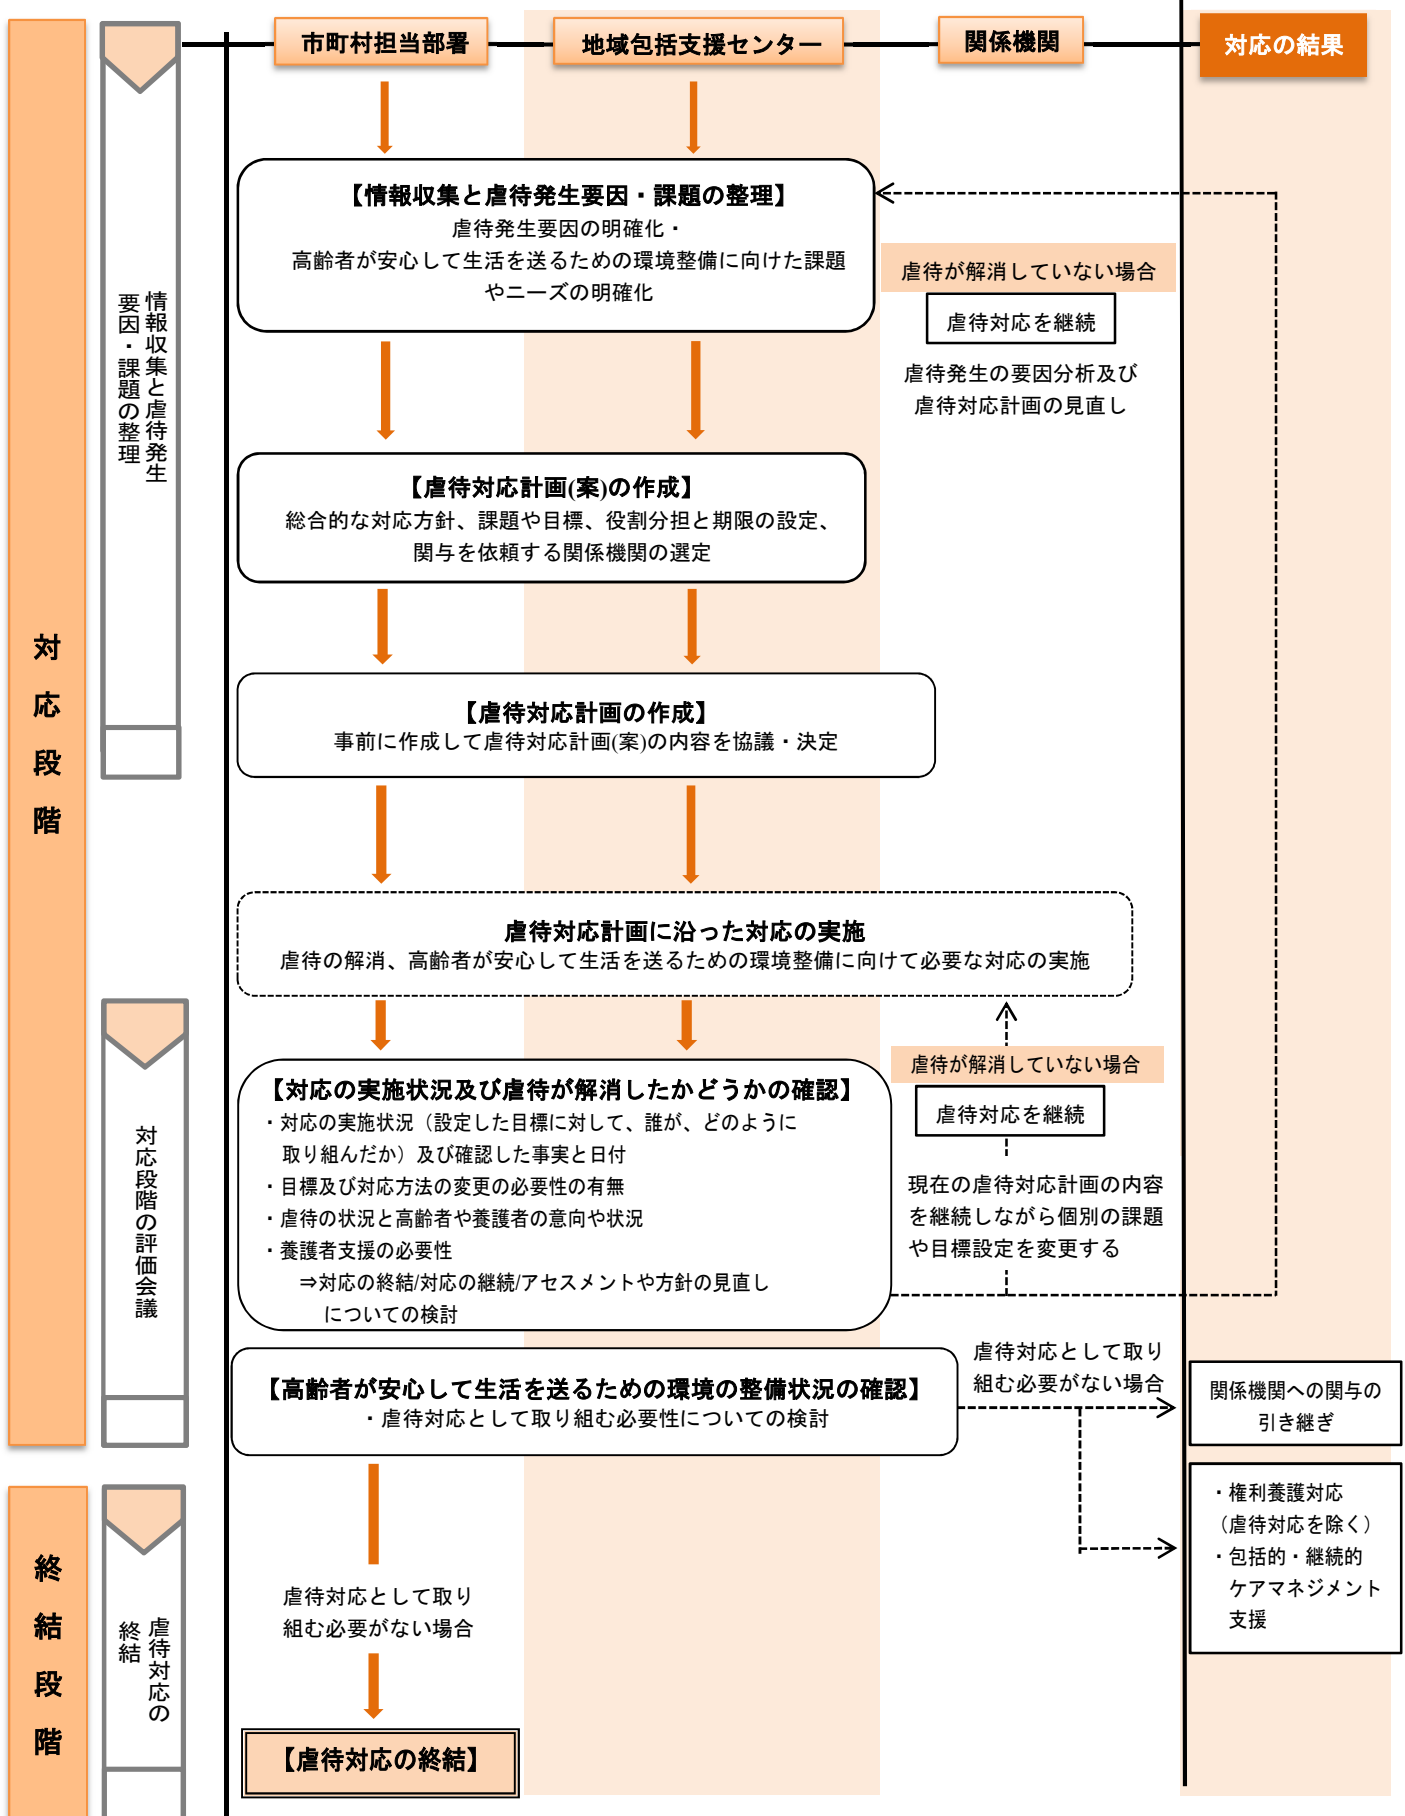 市町村担当部署
地域包括支援センター
関係機関
対応の結果
対応段階
情報収集と虐待発生
要因・課題の整理
【情報収集と虐待発生要因・課題の整理】
虐待発生要因の明確化・
高齢者が安心して生活を送るための環境整備に向けた課題
やニーズの明確化
虐待が解消していない場合
虐待対応を継続
虐待発生の要因分析及び
虐待対応計画の見直し
【虐待対応計画(案)の作成】
総合的な対応方針、課題や目標、役割分担と期限の設定、
関与を依頼する関係機関の選定
【虐待対応計画の作成】
事前に作成して虐待対応計画(案)の内容を協議・決定
虐待対応計画に沿った対応の実施
虐待の解消、高齢者が安心して生活を送るための環境整備に向けて必要な対応の実施
対応段階の評価会議
【対応の実施状況及び虐待が解消したかどうかの確認】
・対応の実施状況（設定した目標に対して、誰が、どのように
取り組んだか）及び確認した事実と日付
・目標及び対応方法の変更の必要性の有無
・虐待の状況と高齢者や養護者の意向や状況
・養護者支援の必要性
⇒対応の終結/対応の継続/アセスメントや方針の見直し
についての検討
虐待が解消していない場合
虐待対応を継続
現在の虐待対応計画の内容
を継続しながら個別の課題
や目標設定を変更する
【高齢者が安心して生活を送るための環境の整備状況の確認】
・虐待対応として取り組む必要性についての検討
虐待対応として取り
組む必要がない場合
関係機関への関与の
引き継ぎ
・権利養護対応
（虐待対応を除く）
・包括的・継続的
ケアマネジメント
支援
終結段階
虐待対応の
終結
虐待対応として取り
組む必要がない場合
【虐待対応の終結】